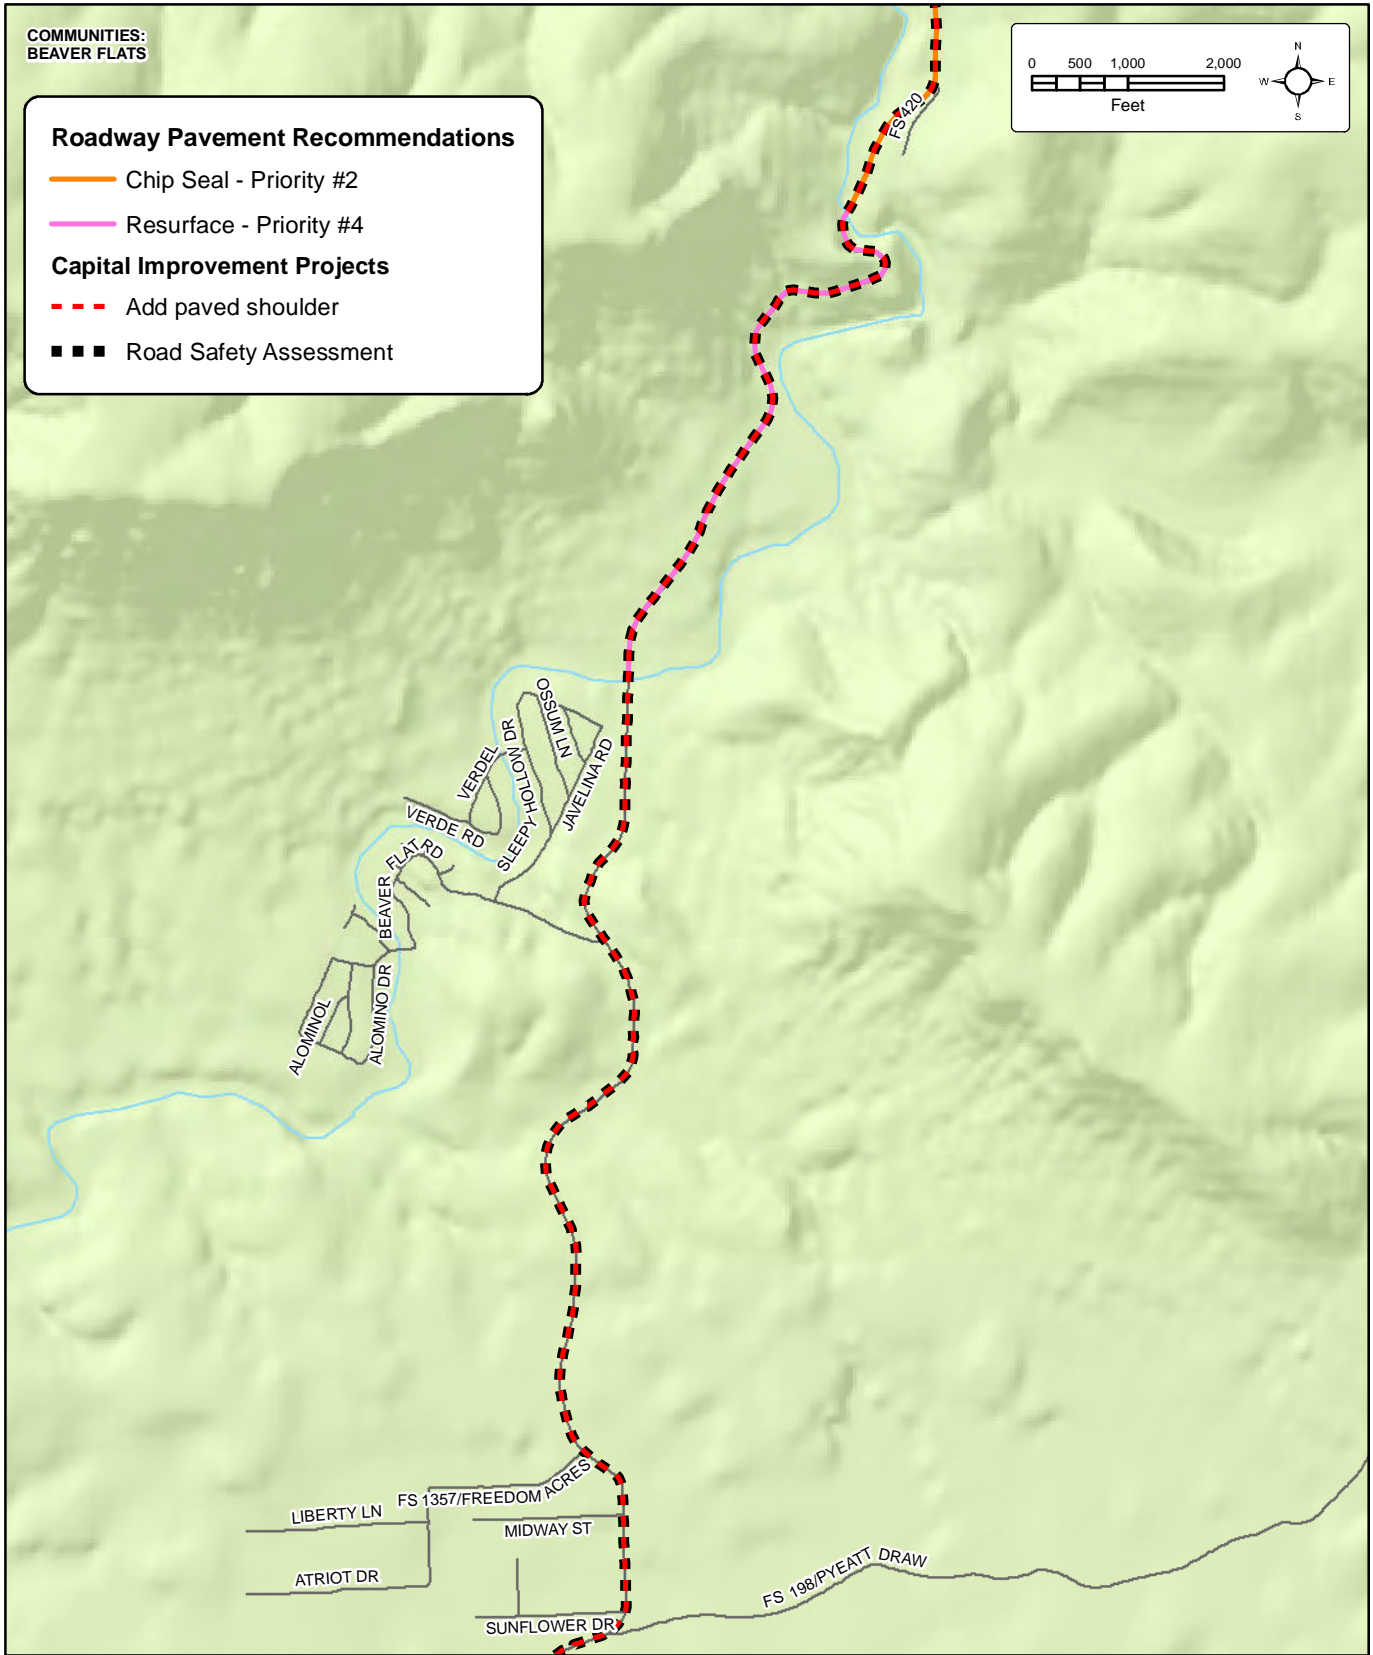 COMMUNITIES:
BEAVER FLATS
Roadway Pavement Recommendations
Chip Seal - Priority #2
Resurface - Priority #4
Capital Improvement Projects
Add paved shoulder
Road Safety Assessment
0 500 1,000 2,000
Feet
N
W E
S
FS 420
OSSUMUN LN
SLEEPY HOLLOW DR
JAVELINA RD
VERDEL
VERDE RD
BEAVER FLAT RD
ALOMINOL
ALOMINO DR
FS 1357/FREEDOM ACRES
LIBERTY LN
MIDWAY ST
ATRIOT DR
SUNFLOWER DR
FS 198/PYEATT DRAW